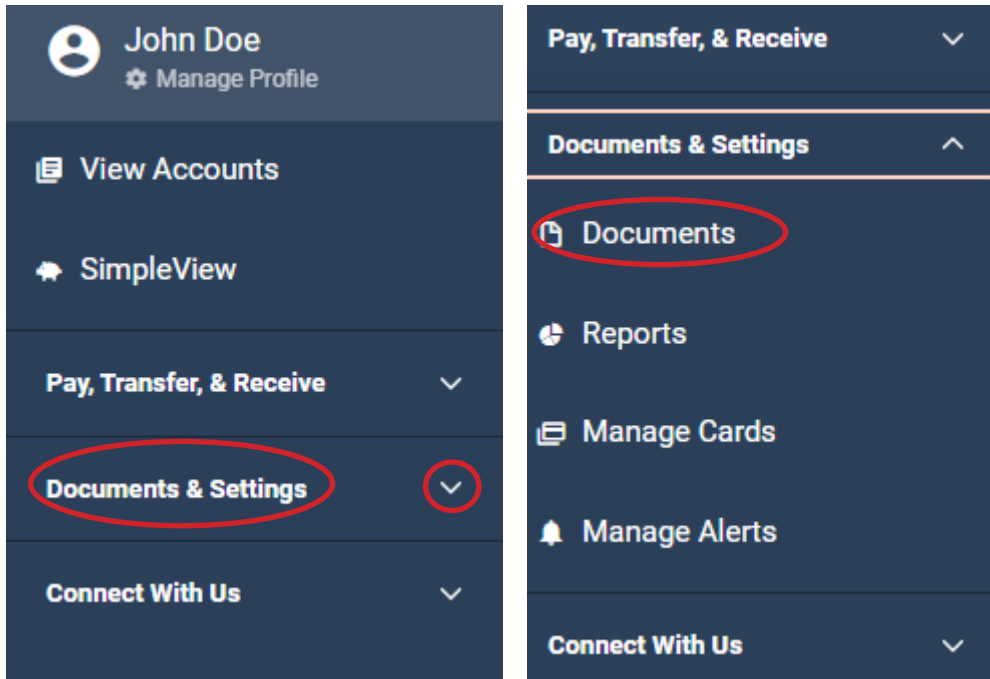 John Doe
Manage Profile
View Accounts
SimpleView
Pay, Transfer, & Receive
Documents & Settings
Connect With Us
Pay, Transfer, & Receive
Documents & Settings
Documents
Reports
Manage Cards
Manage Alerts
Connect With Us